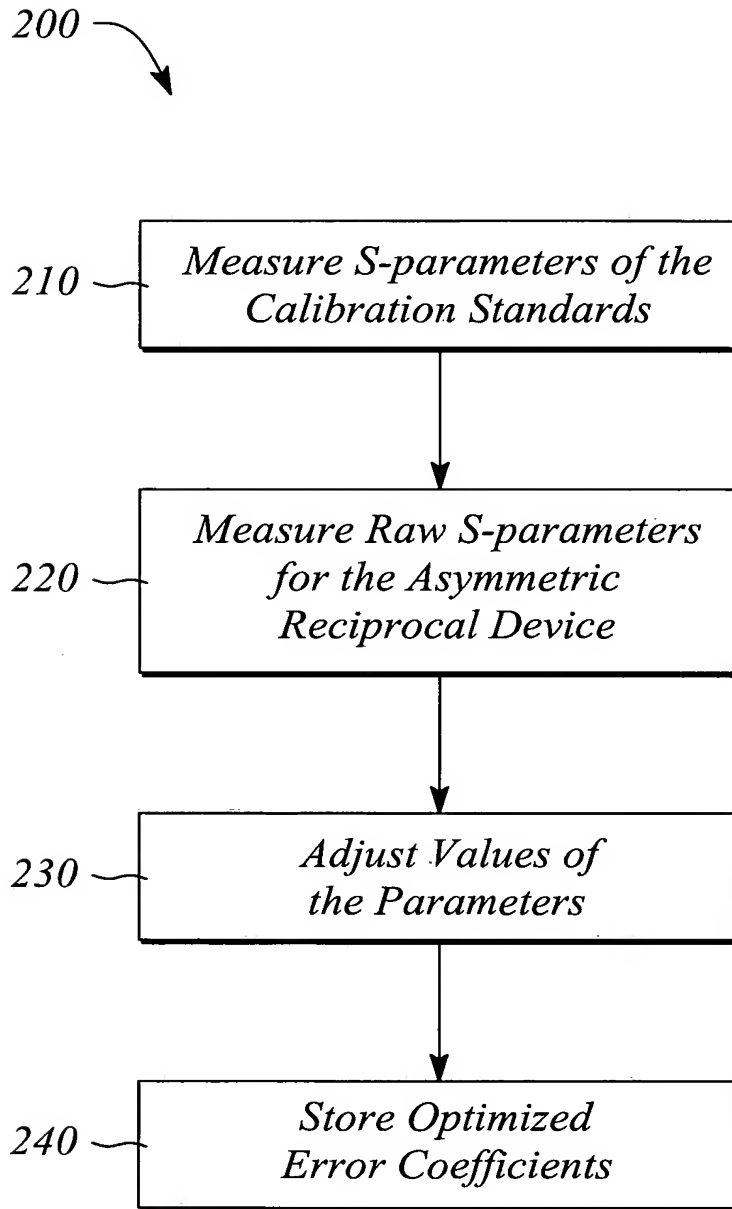 200
210
Measure S-parameters of the
Calibration Standards
220
Measure Raw S-parameters
for the Asymmetric
Reciprocal Device
230
Adjust Values of
the Parameters
240
Store Optimized
Error Coefficients